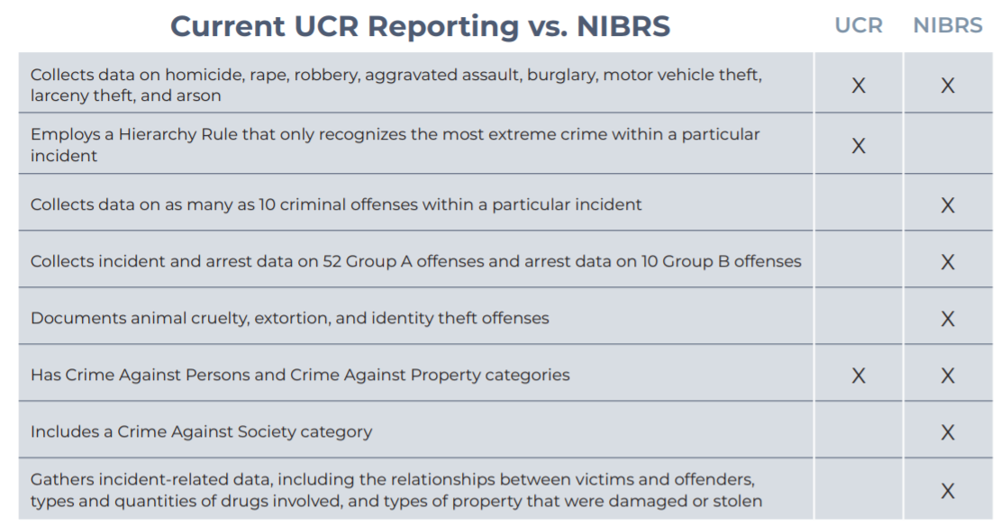 Current UCR Reporting vs. NIBRS UCR NIBRS
Collects data on homicide, rape, robbery, aggravated assault, burglary, motor vehicle theft,
larceny theft, and arson X X
Employs a Hierarchy Rule that only recognizes the most extreme crime within a particular
incident X
Collects data on as many as 10 criminal offenses within a particular incident X
Collects incident and arrest data on 52 Group A offenses and arrest data on 10 Group B offenses X
Documents animal cruelty, extortion, and identity theft offenses X
Has Crime Against Persons and Crime Against Property categories X X
Includes a Crime Against Society category X
Gathers incident-related data, including the relationships between victims and offenders,
types and quantities of drugs involved, and types of property that were damaged or stolen X